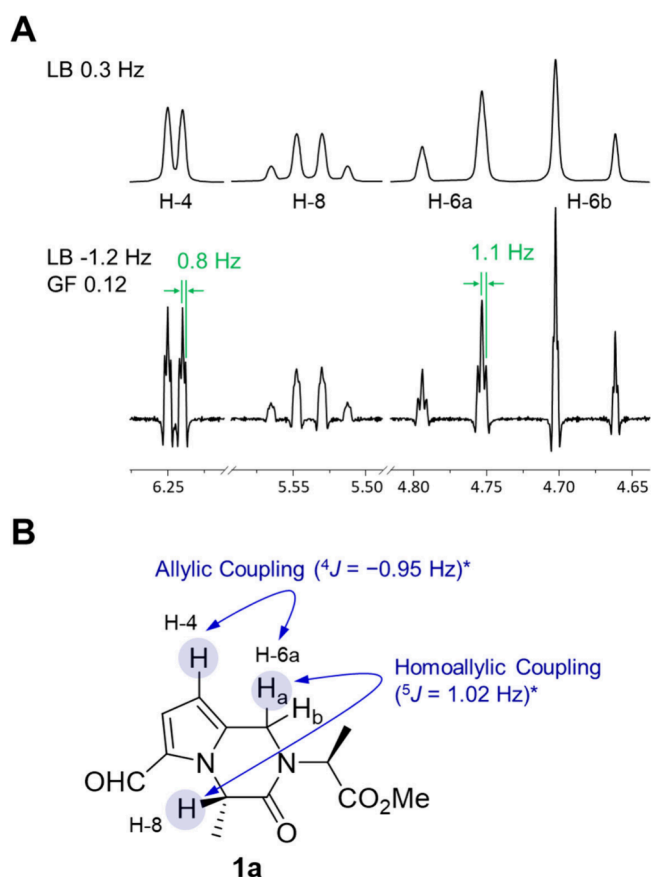 A
LB 0.3 Hz
H-4 H-8 H-6a H-6b
LB -1.2 Hz
GF 0.12
0.8 Hz
1.1 Hz
6.25 5.55 5.50 4.80 4.75 4.70 4.65
B
Allylic Coupling (⁴J = −0.95 Hz)*
H-4
H-6a
H
Homoallylic Coupling
(⁵J = 1.02 Hz)*
Ha
Hb
N
N
OHC
H
CO₂Me
H-8
O
1a